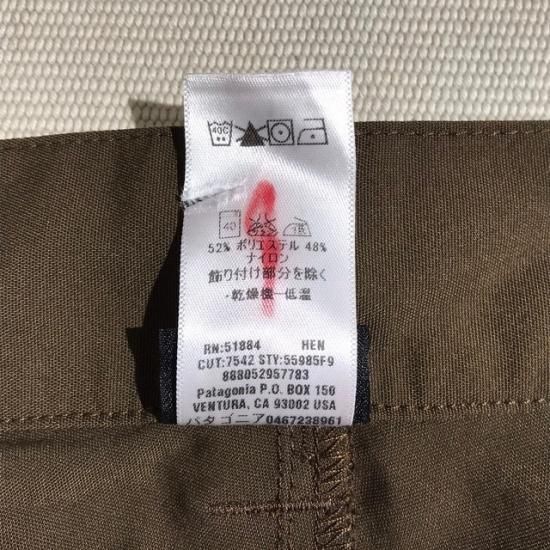 40C
40
52% ポリエステル 48%
ナイロン
飾り付け部分を除く
・乾燥機ー低温
RN:51884 HEN
CUT:7542 STY:55985F9
888052957783
Patagonia P.O. BOX 150
VENTURA, CA 93002 USA
パタゴニア0467238961